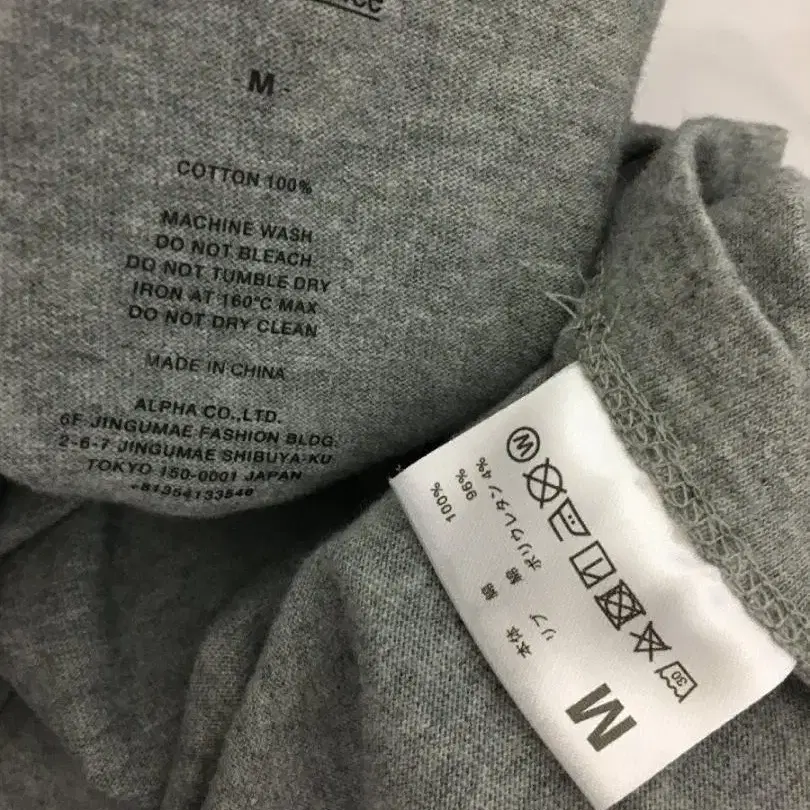 M
COTTON 100%
MACHINE WASH
DO NOT BLEACH
DO NOT TUMBLE DRY
IRON AT 160°C MAX
DO NOT DRY CLEAN
MADE IN CHINA
ALPHA CO.,LTD.
6F JINGUMAE FASHION BLDG.
2-6-7 JINGUMAE SHIBUYA-KU
TOKYO 150-0001 JAPAN
+81354133540
M
30
W
本体 綿 100%
リブ 綿 96%
ポリウレタン 4%